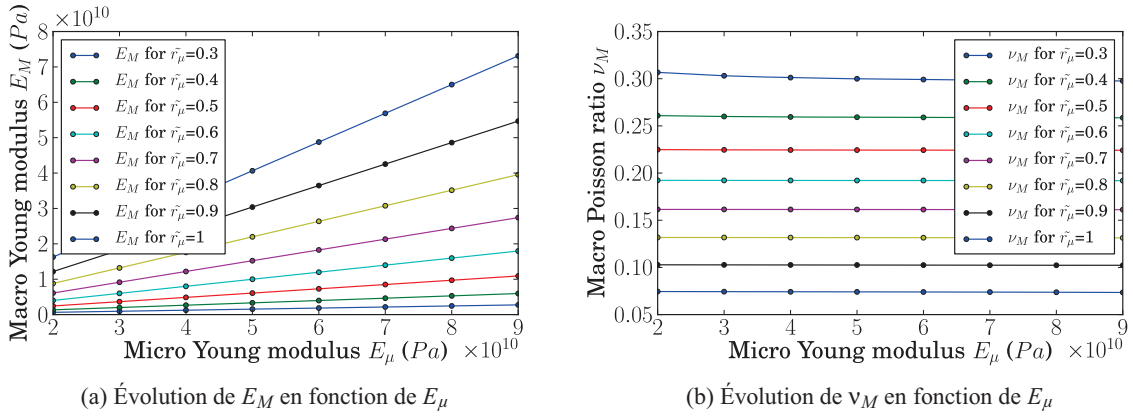 ×10^10
8
7
6
5
4
3
2
1
0
Macro Young modulus E_M (Pa)
E_M for r̃_μ=0.3
E_M for r̃_μ=0.4
E_M for r̃_μ=0.5
E_M for r̃_μ=0.6
E_M for r̃_μ=0.7
E_M for r̃_μ=0.8
E_M for r̃_μ=0.9
E_M for r̃_μ=1
2 3 4 5 6 7 8 9
Micro Young modulus E_μ (Pa) ×10^10
(a) Évolution de E_M en fonction de E_μ
0.35
0.30
0.25
0.20
0.15
0.10
0.05
Macro Poisson ratio ν_M
ν_M for r̃_μ=0.3
ν_M for r̃_μ=0.4
ν_M for r̃_μ=0.5
ν_M for r̃_μ=0.6
ν_M for r̃_μ=0.7
ν_M for r̃_μ=0.8
ν_M for r̃_μ=0.9
ν_M for r̃_μ=1
2 3 4 5 6 7 8 9
Micro Young modulus E_μ (Pa) ×10^10
(b) Évolution de ν_M en fonction de E_μ